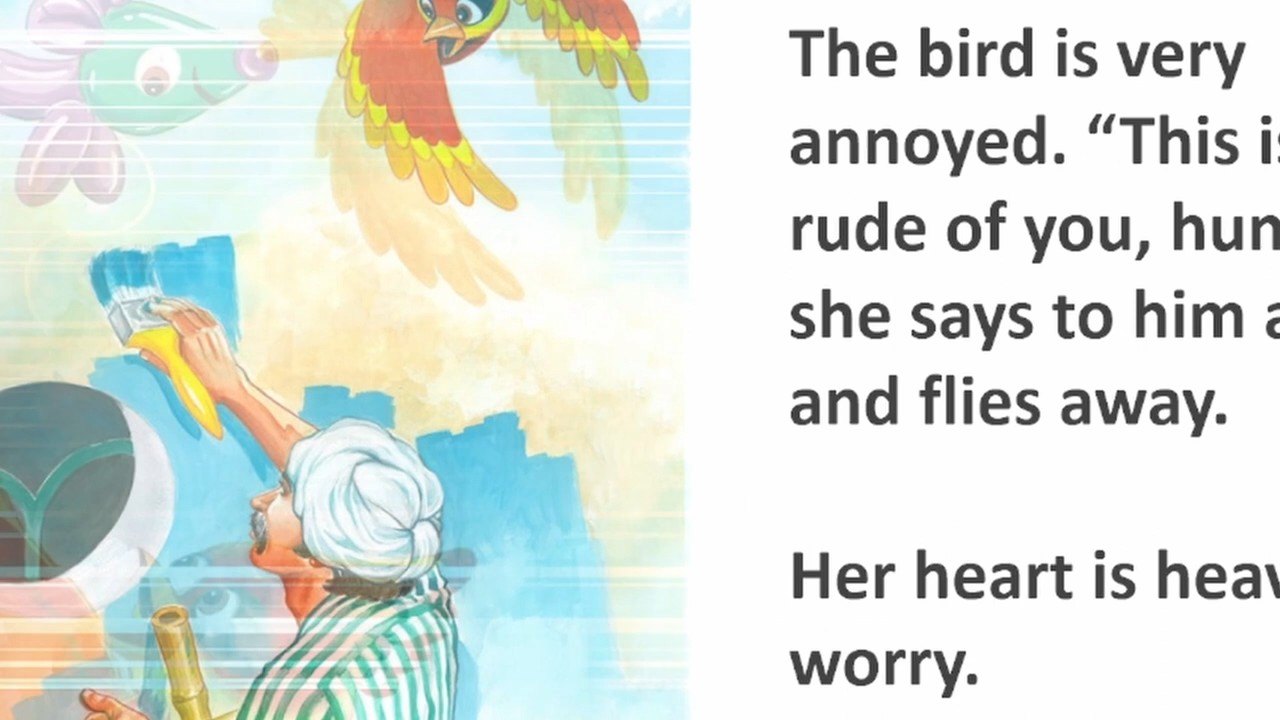 The bird is very
annoyed. “This is
rude of you,
she says to him
and flies away.
Her heart is
worry.